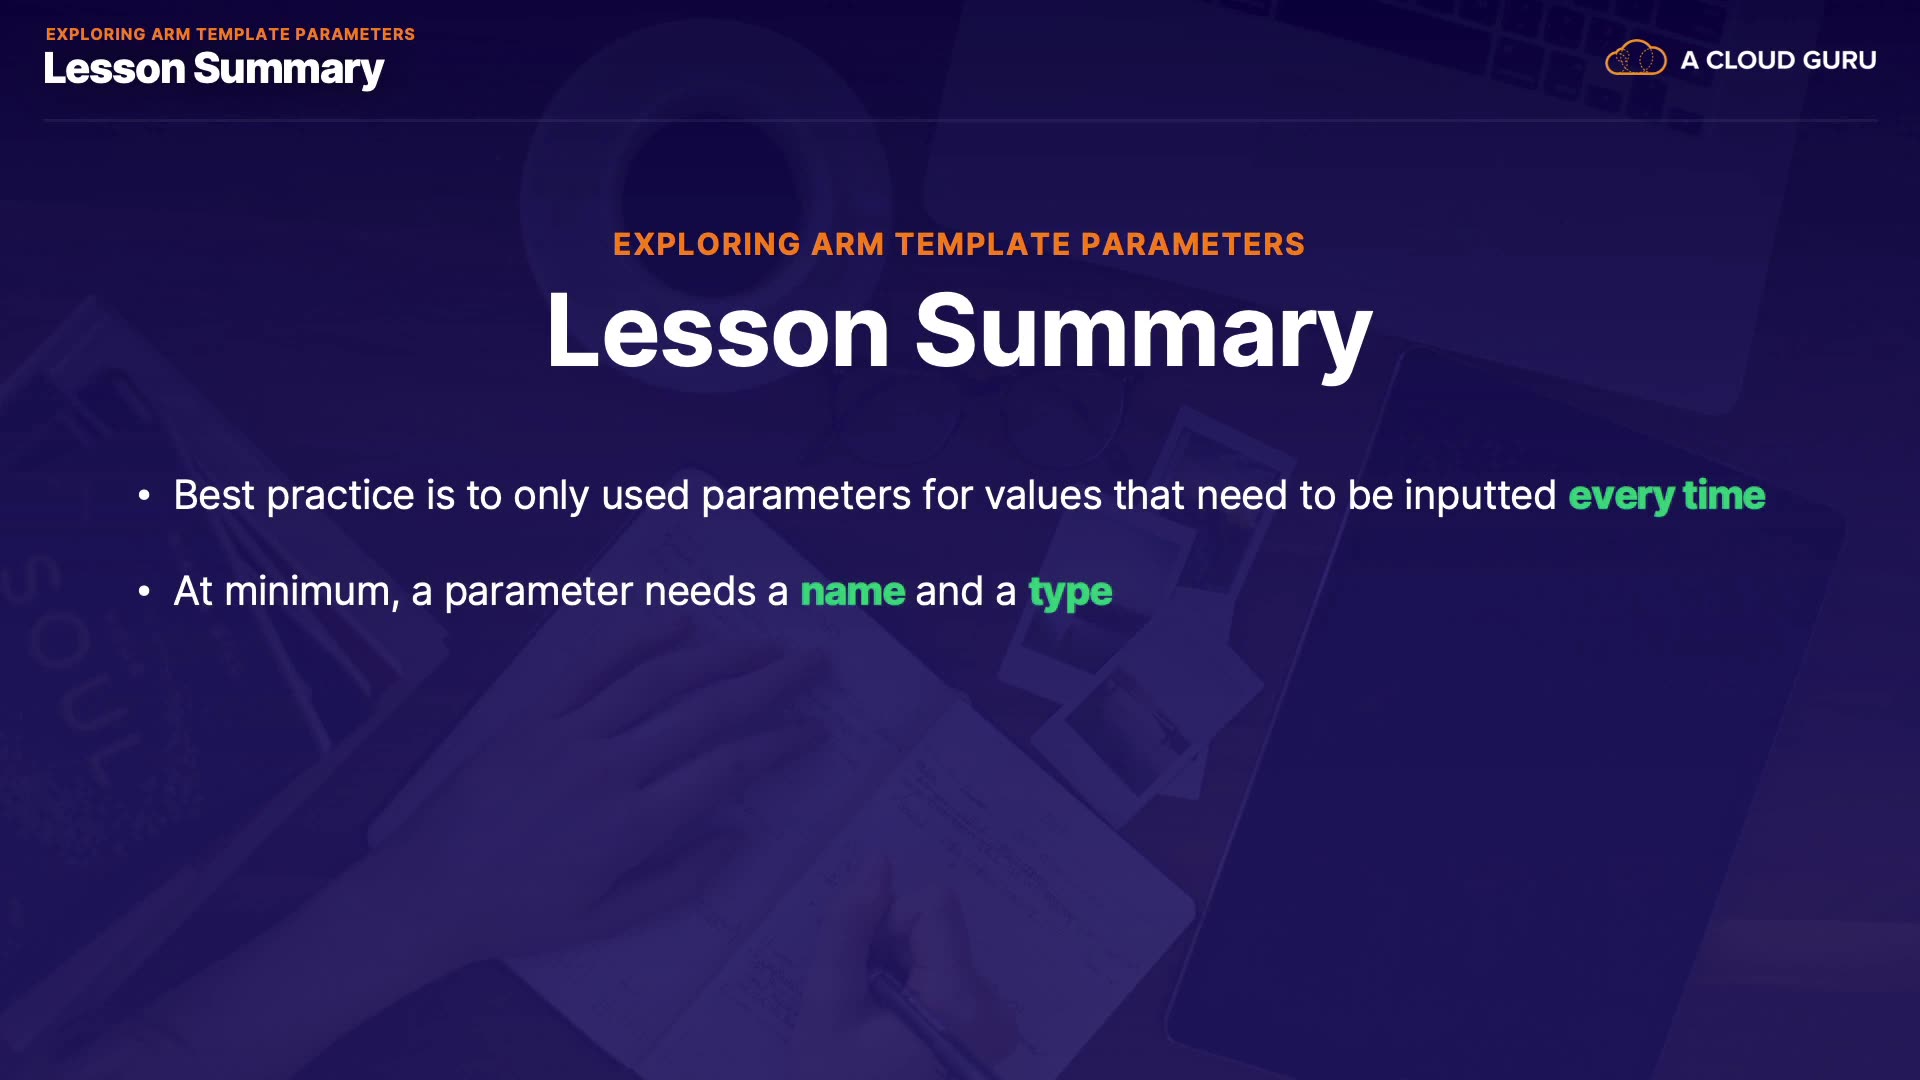 EXPLORING ARM TEMPLATE PARAMETERS
Lesson Summary
A CLOUD GURU
EXPLORING ARM TEMPLATE PARAMETERS
Lesson Summary
• Best practice is to only used parameters for values that need to be inputted every time
• At minimum, a parameter needs a name and a type
SOUL